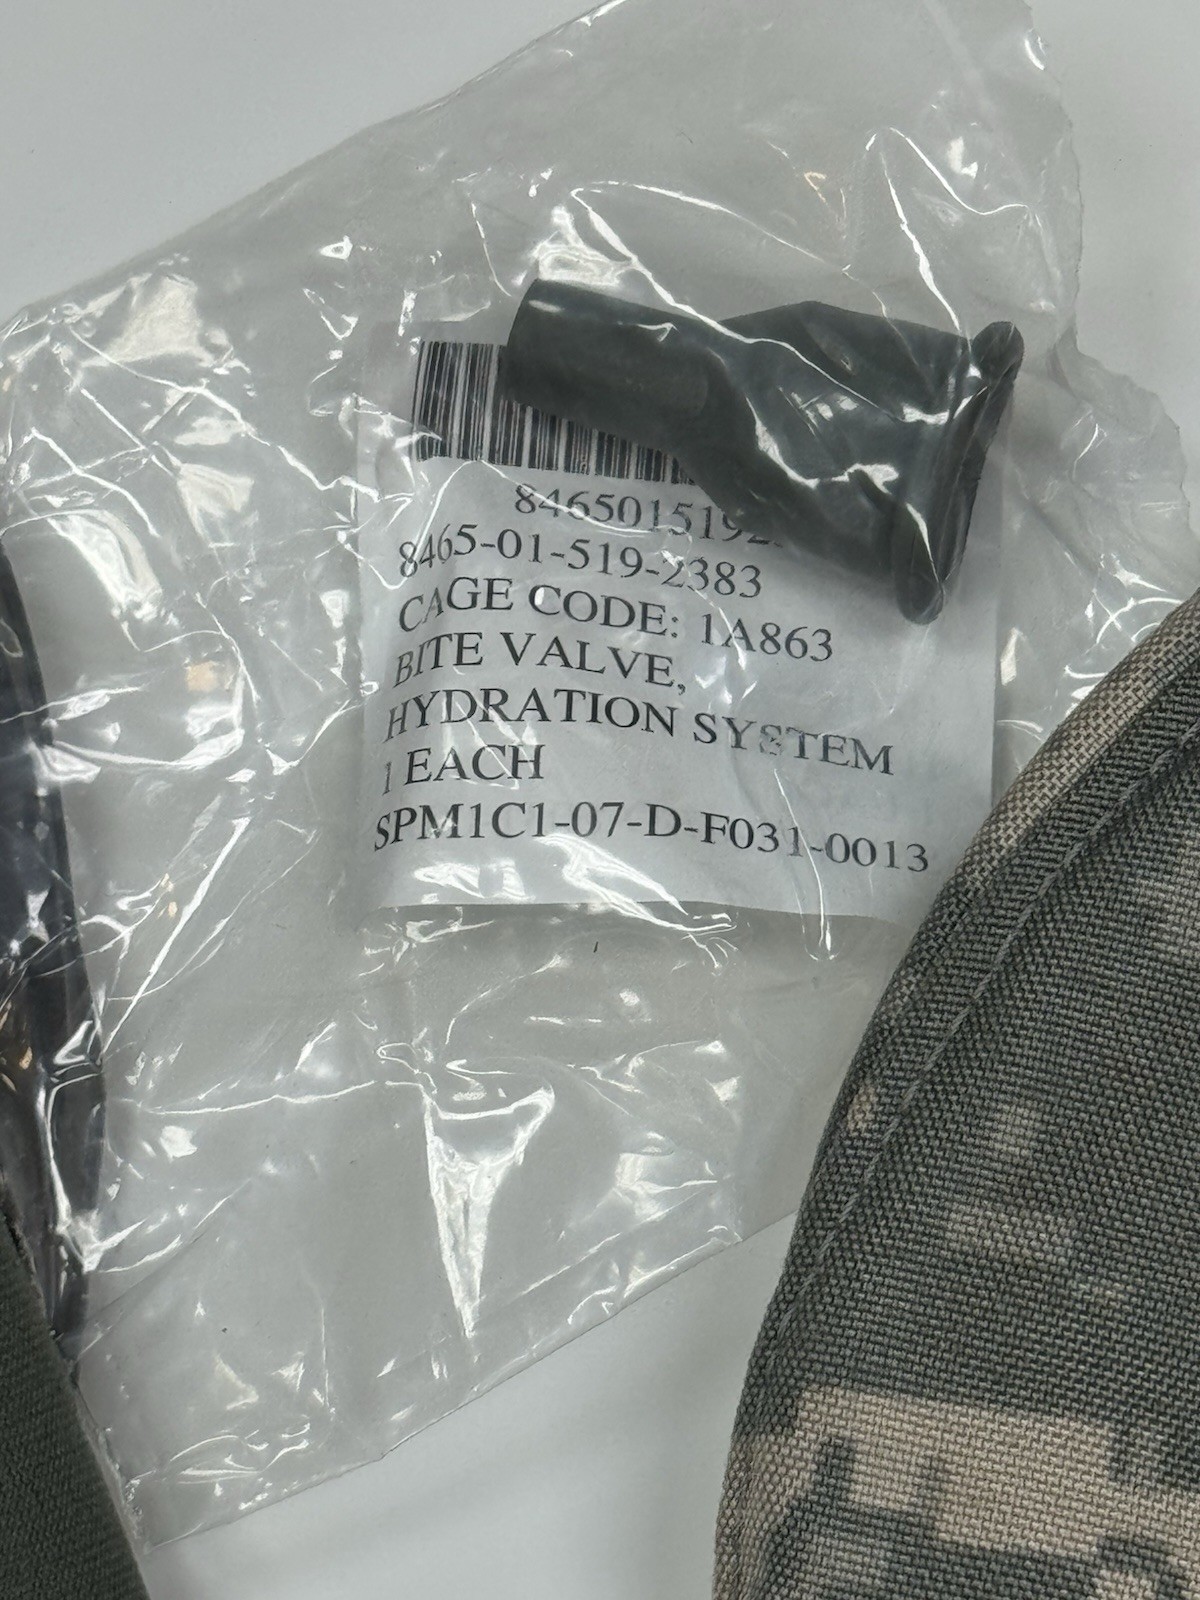 8465-01-519-2383
CAGE CODE: 1A863
BITE VALVE,
HYDRATION SYSTEM
1 EACH
SPM1C1-07-D-F031-0013